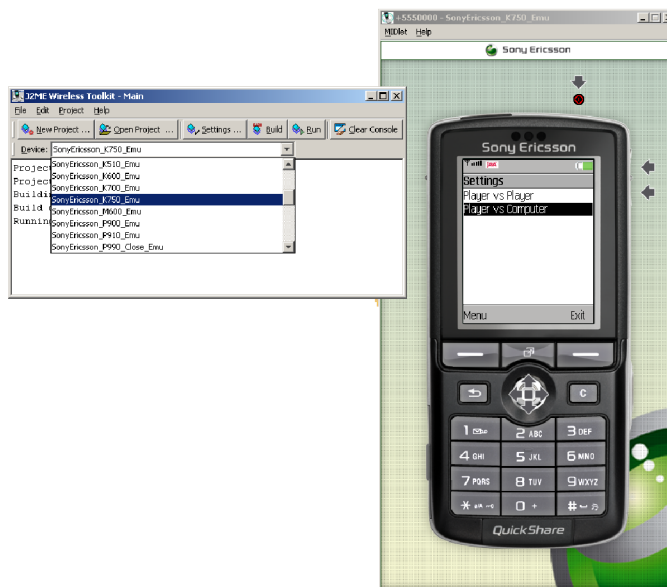 +5550000 - SonyEricsson_K750_Emu
MIDlet Help
Sony Ericsson
J2ME Wireless Toolkit - Main
File Edit Project Help
New Project ... Open Project ... Settings ... Build Run Clear Console
Device: SonyEricsson_K750_Emu
SonyEricsson_K510_Emu
SonyEricsson_K600_Emu
SonyEricsson_K700_Emu
SonyEricsson_K750_Emu
SonyEricsson_M600_Emu
SonyEricsson_P900_Emu
SonyEricsson_P910_Emu
SonyEricsson_P990_Close_Emu
Project
Project
Buildin
Build
Running
Sony Ericsson
Settings
Player vs Player
Player vs Computer
Menu Exit
C
1 2 ABC 3 DEF
4 GHI 5 JKL 6 MNO
7 PQRS 8 TUV 9 WXYZ
* a/A 0 + #
QuickShare